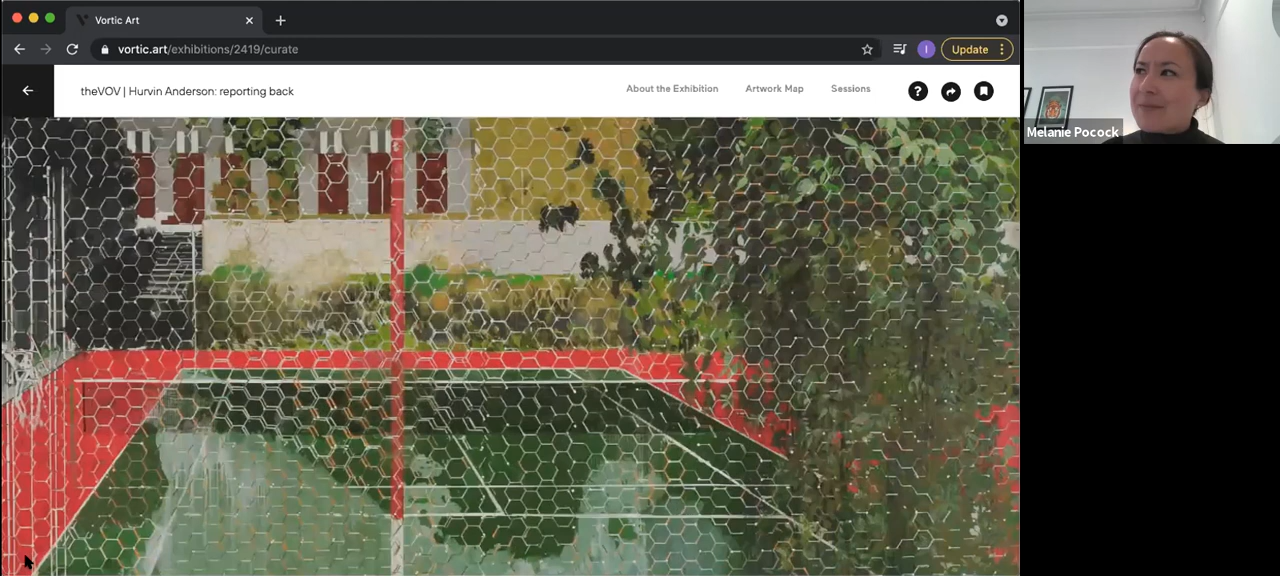 Vortic Art
vortic.art/exhibitions/2419/curate
Update
theVOV | Hurvin Anderson: reporting back
About the Exhibition
Artwork Map
Sessions
Melanie Pocock